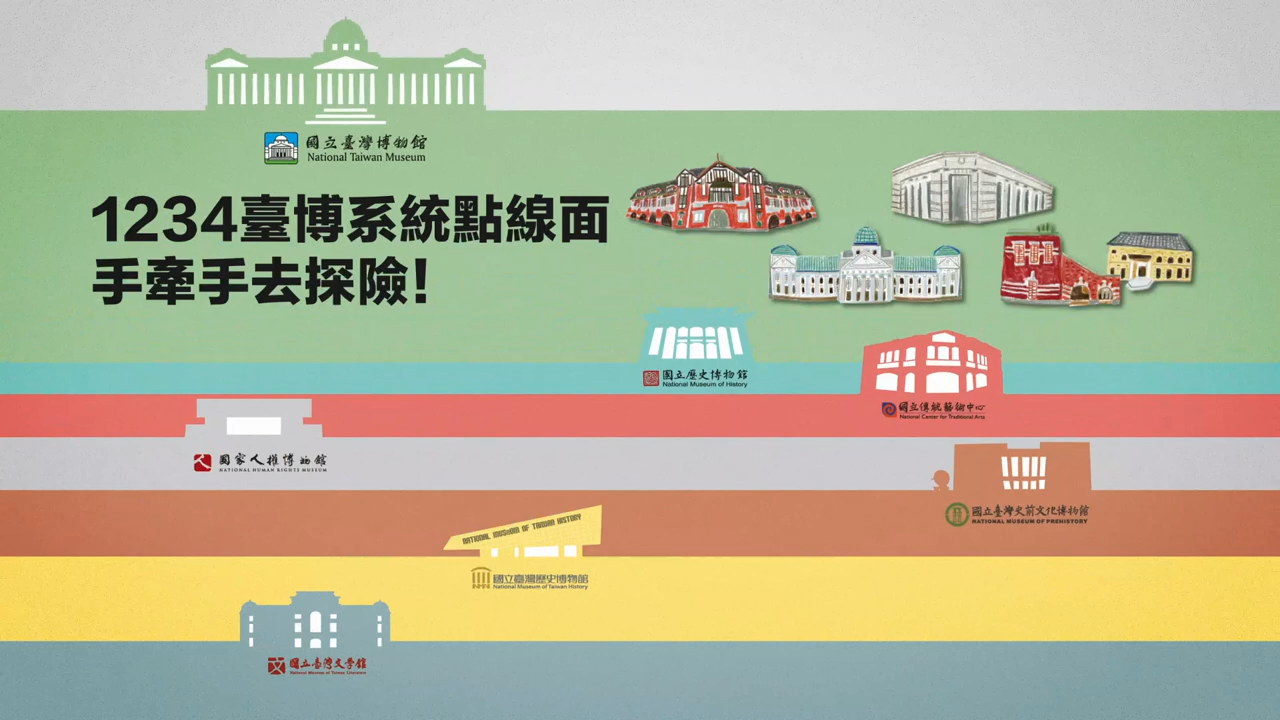 國立臺灣博物館
National Taiwan Museum
1234臺博系統點線面
手牽手去探險!
國立歷史博物館
National Museum of History
國立傳統藝術中心
National Center for Traditional Arts
國家人權博物館
NATIONAL HUMAN RIGHTS MUSEUM
國立臺灣史前文化博物館
NATIONAL MUSEUM OF PREHISTORY
NATIONAL MUSEUM OF TAIWAN HISTORY
國立臺灣歷史博物館
National Museum of Taiwan History
國立臺灣文學館
National Museum of Taiwan Literature